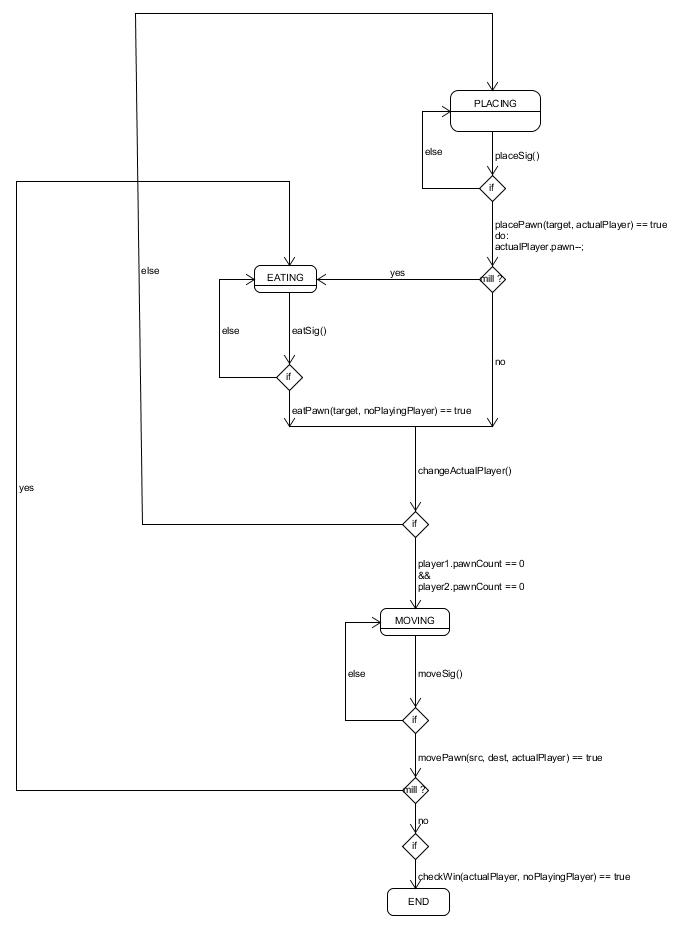 PLACING
else
placeSig()
if
placePawn(target, actualPlayer) == true
do:
actualPlayer.pawn--;
else
EATING
yes
mill ?
else
eatSig()
no
if
eatPawn(target, noPlayingPlayer) == true
changeActualPlayer()
yes
if
player1.pawnCount == 0
&&
player2.pawnCount == 0
MOVING
else
moveSig()
if
movePawn(src, dest, actualPlayer) == true
mill ?
no
if
checkWin(actualPlayer, noPlayingPlayer) == true
END